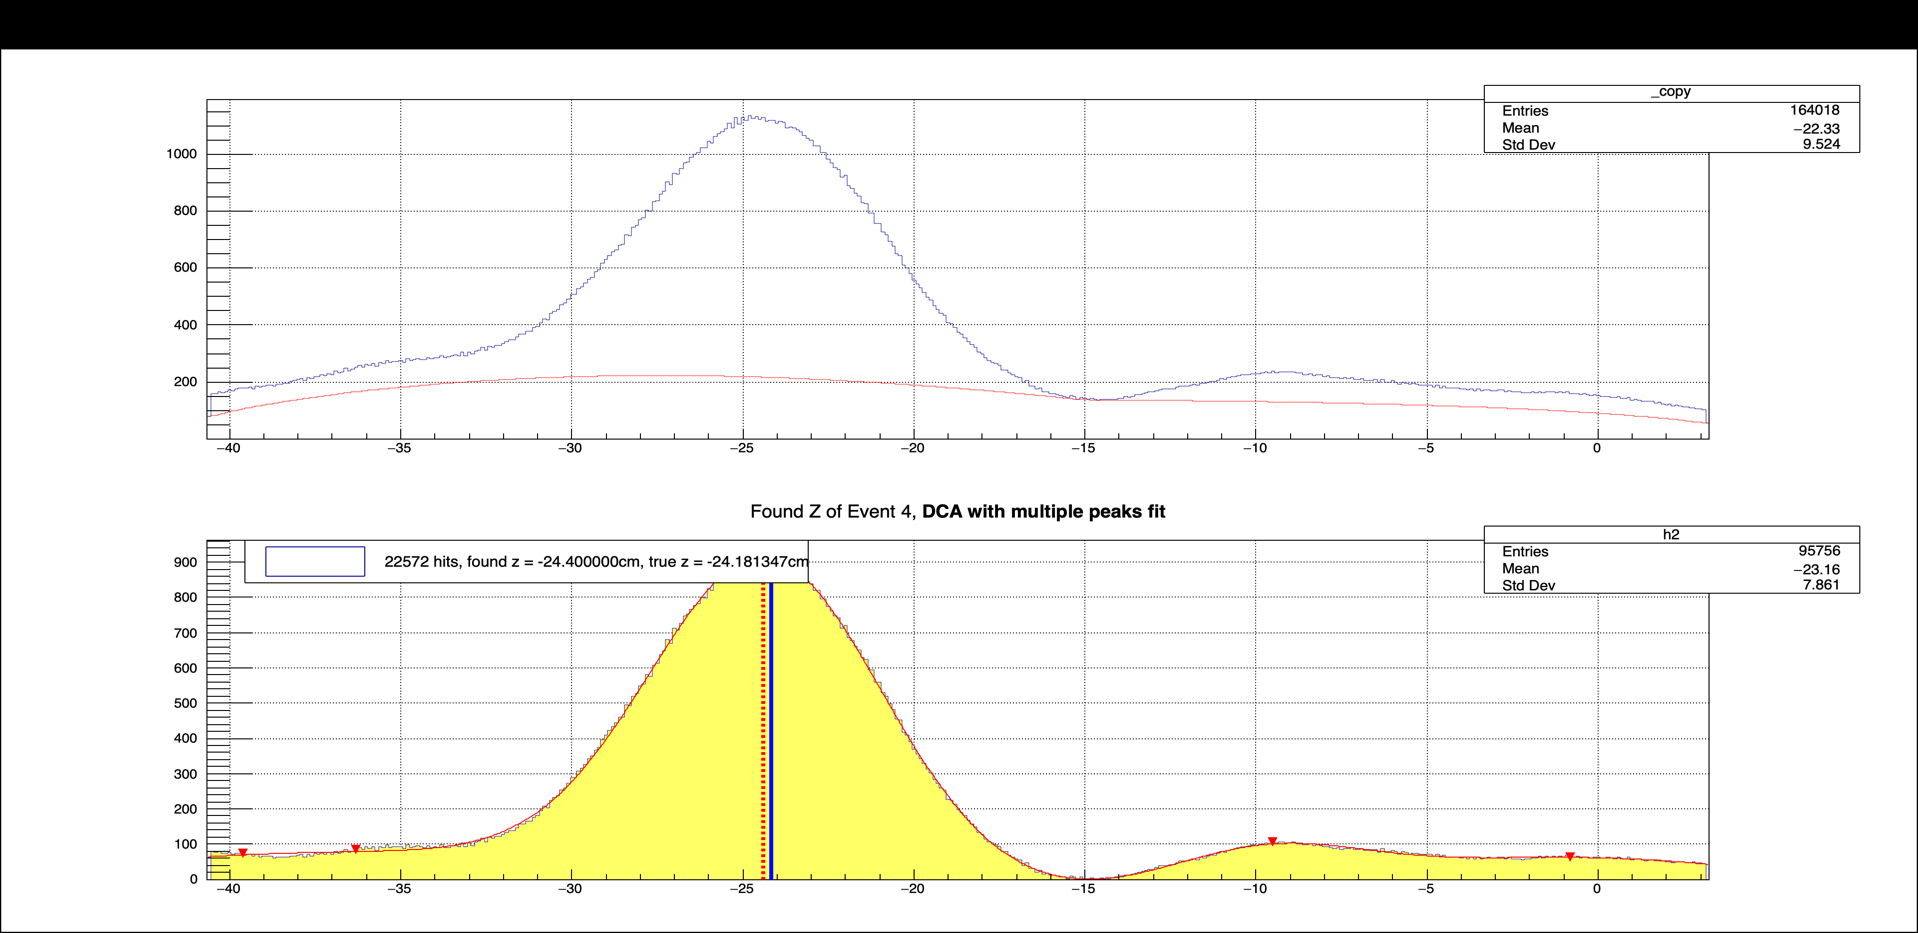 _copy
Entries 164018
Mean −22.33
Std Dev 9.524
1000
800
600
400
200
−40 −35 −30 −25 −20 −15 −10 −5 0
Found Z of Event 4, DCA with multiple peaks fit
h2
Entries 95756
Mean −23.16
Std Dev 7.861
22572 hits, found z = -24.400000cm, true z = -24.181347cm
900
800
700
600
500
400
300
200
100
0
−40 −35 −30 −25 −20 −15 −10 −5 0